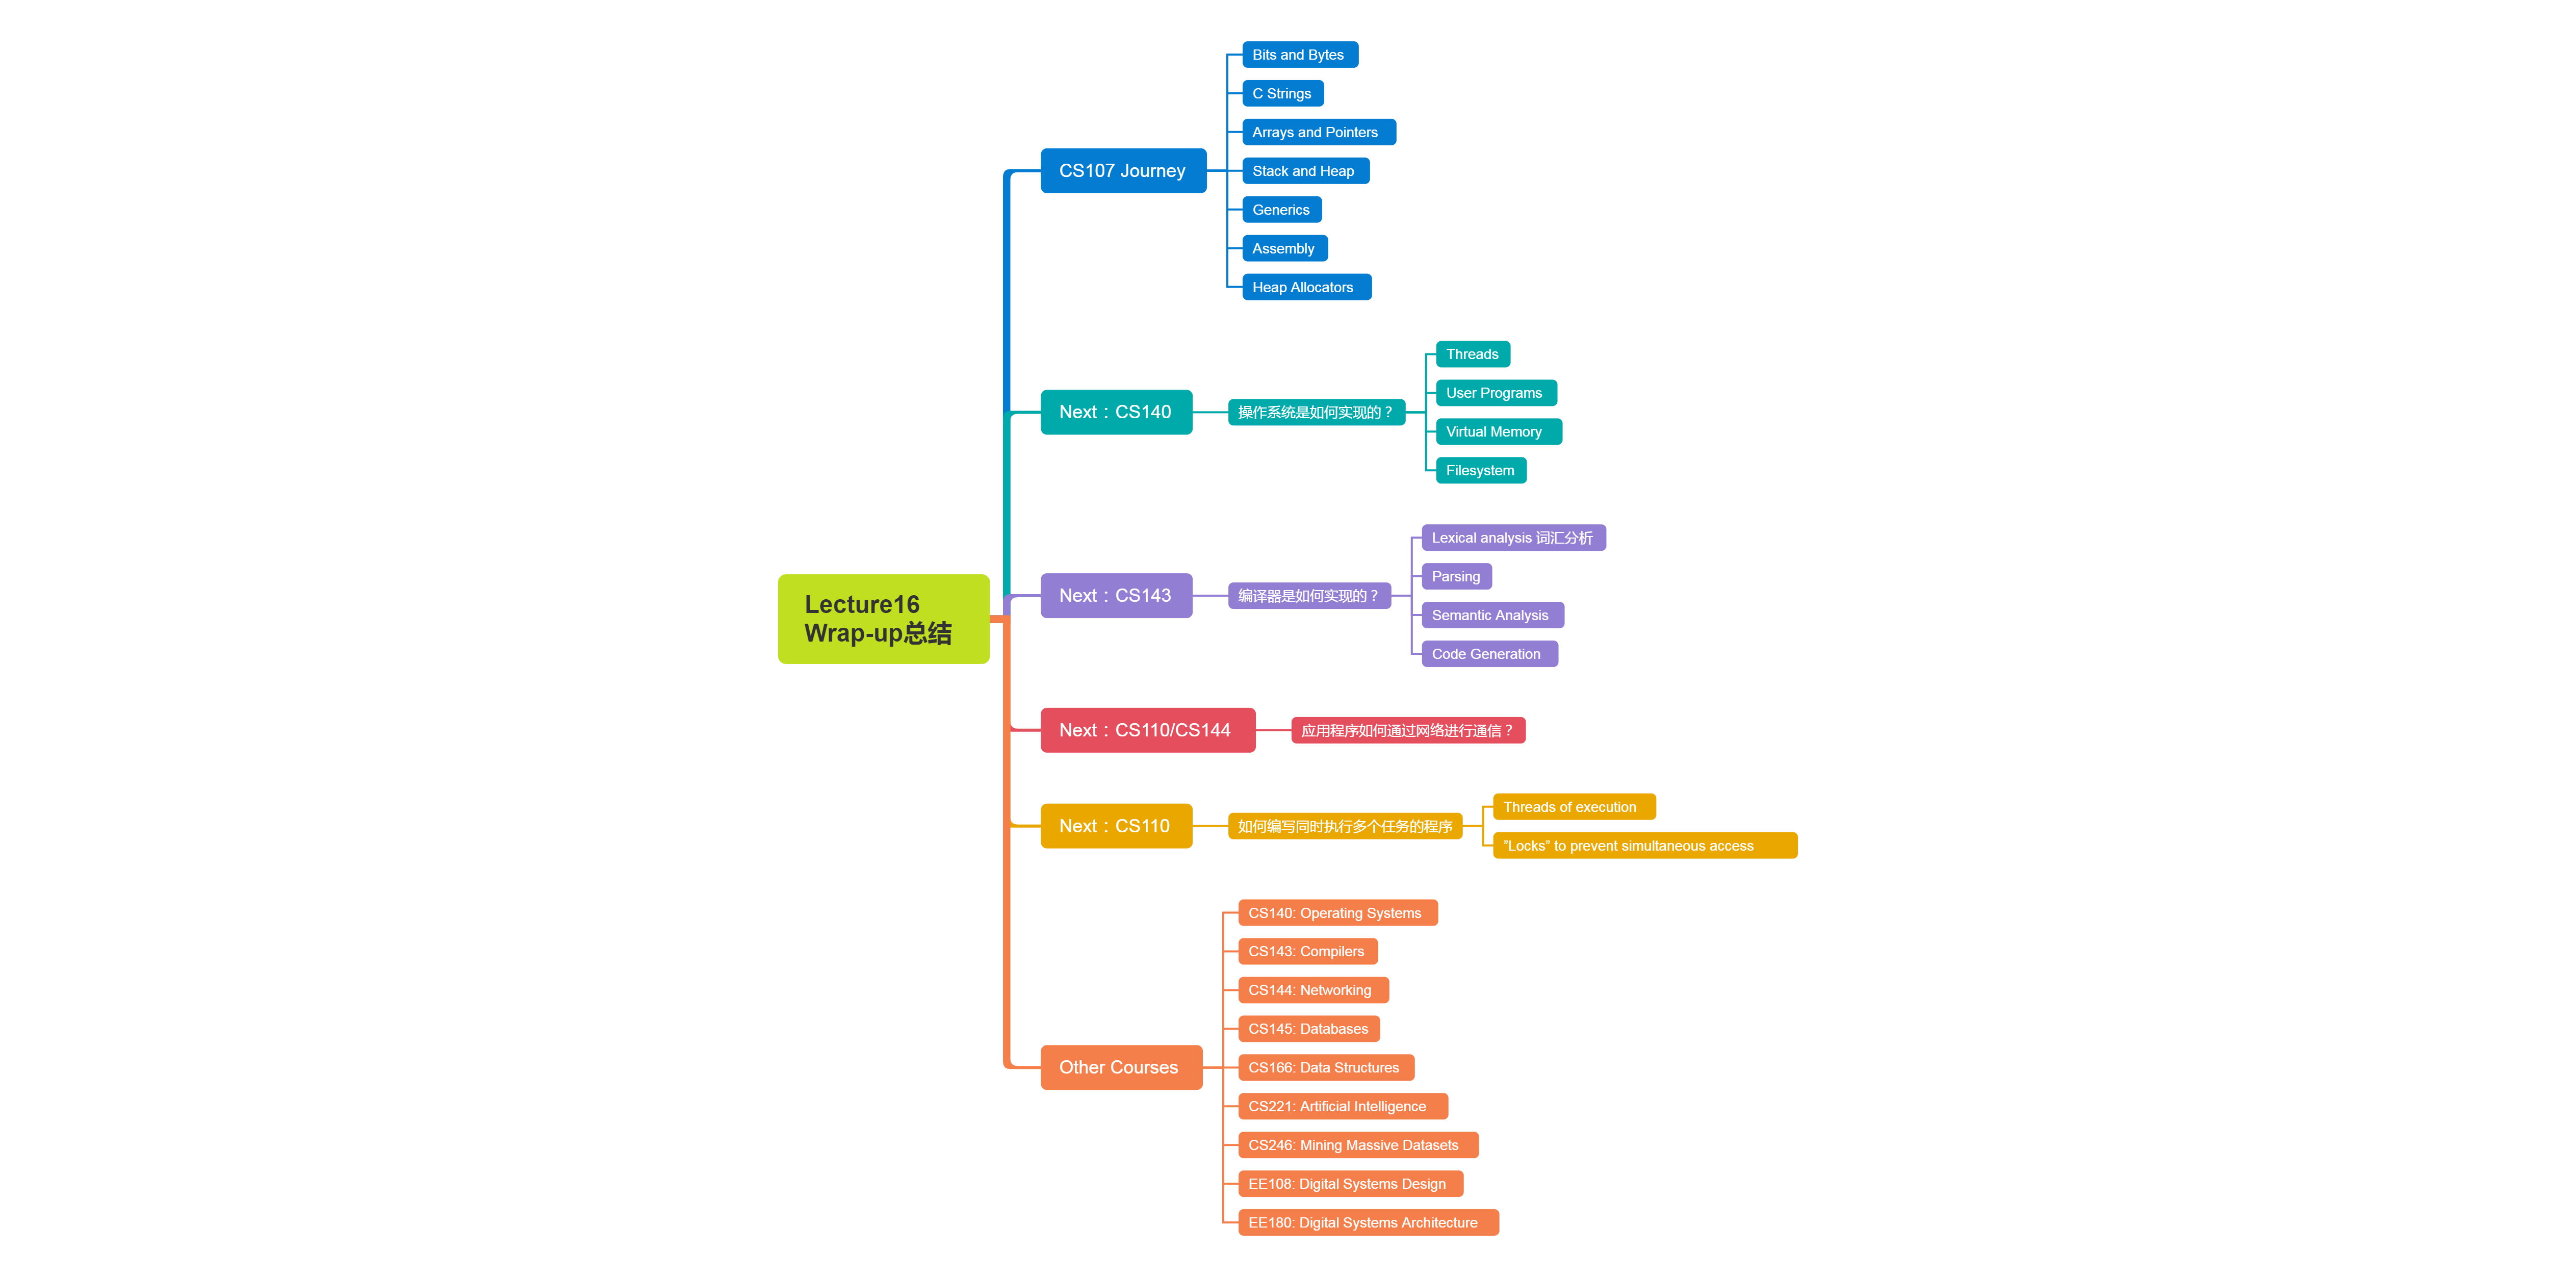 Lecture16
Wrap-up总结
CS107 Journey
Bits and Bytes
C Strings
Arrays and Pointers
Stack and Heap
Generics
Assembly
Heap Allocators
Next：CS140
操作系统是如何实现的？
Threads
User Programs
Virtual Memory
Filesystem
Next：CS143
编译器是如何实现的？
Lexical analysis 词汇分析
Parsing
Semantic Analysis
Code Generation
Next：CS110/CS144
应用程序如何通过网络进行通信？
Next：CS110
如何编写同时执行多个任务的程序
Threads of execution
”Locks” to prevent simultaneous access
Other Courses
CS140: Operating Systems
CS143: Compilers
CS144: Networking
CS145: Databases
CS166: Data Structures
CS221: Artificial Intelligence
CS246: Mining Massive Datasets
EE108: Digital Systems Design
EE180: Digital Systems Architecture